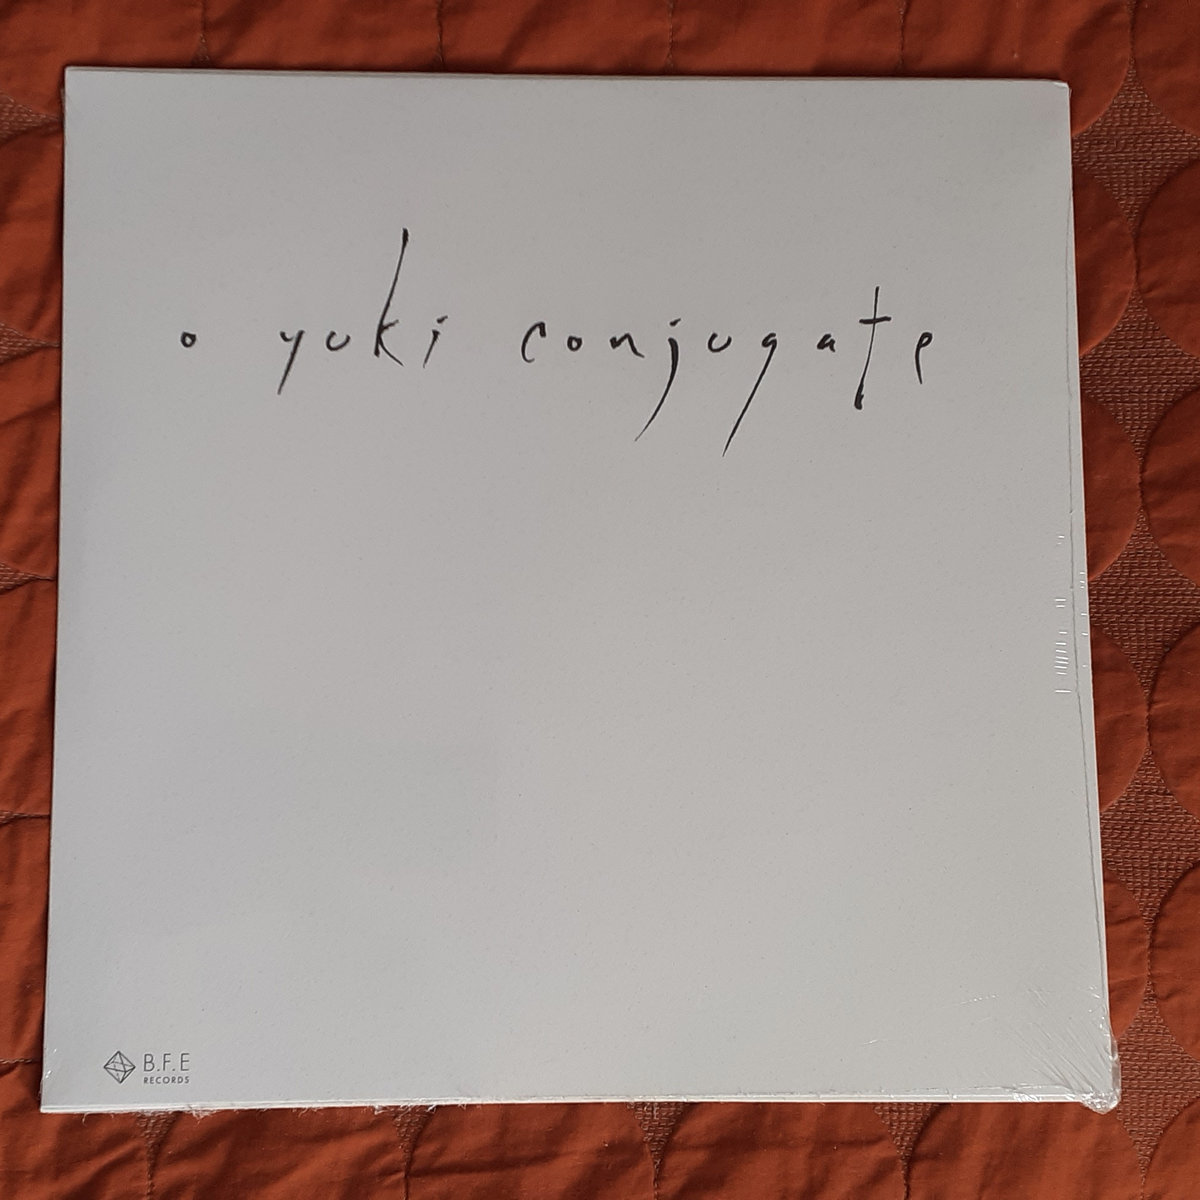 o yuki conjugate
B.F.E
RECORDS